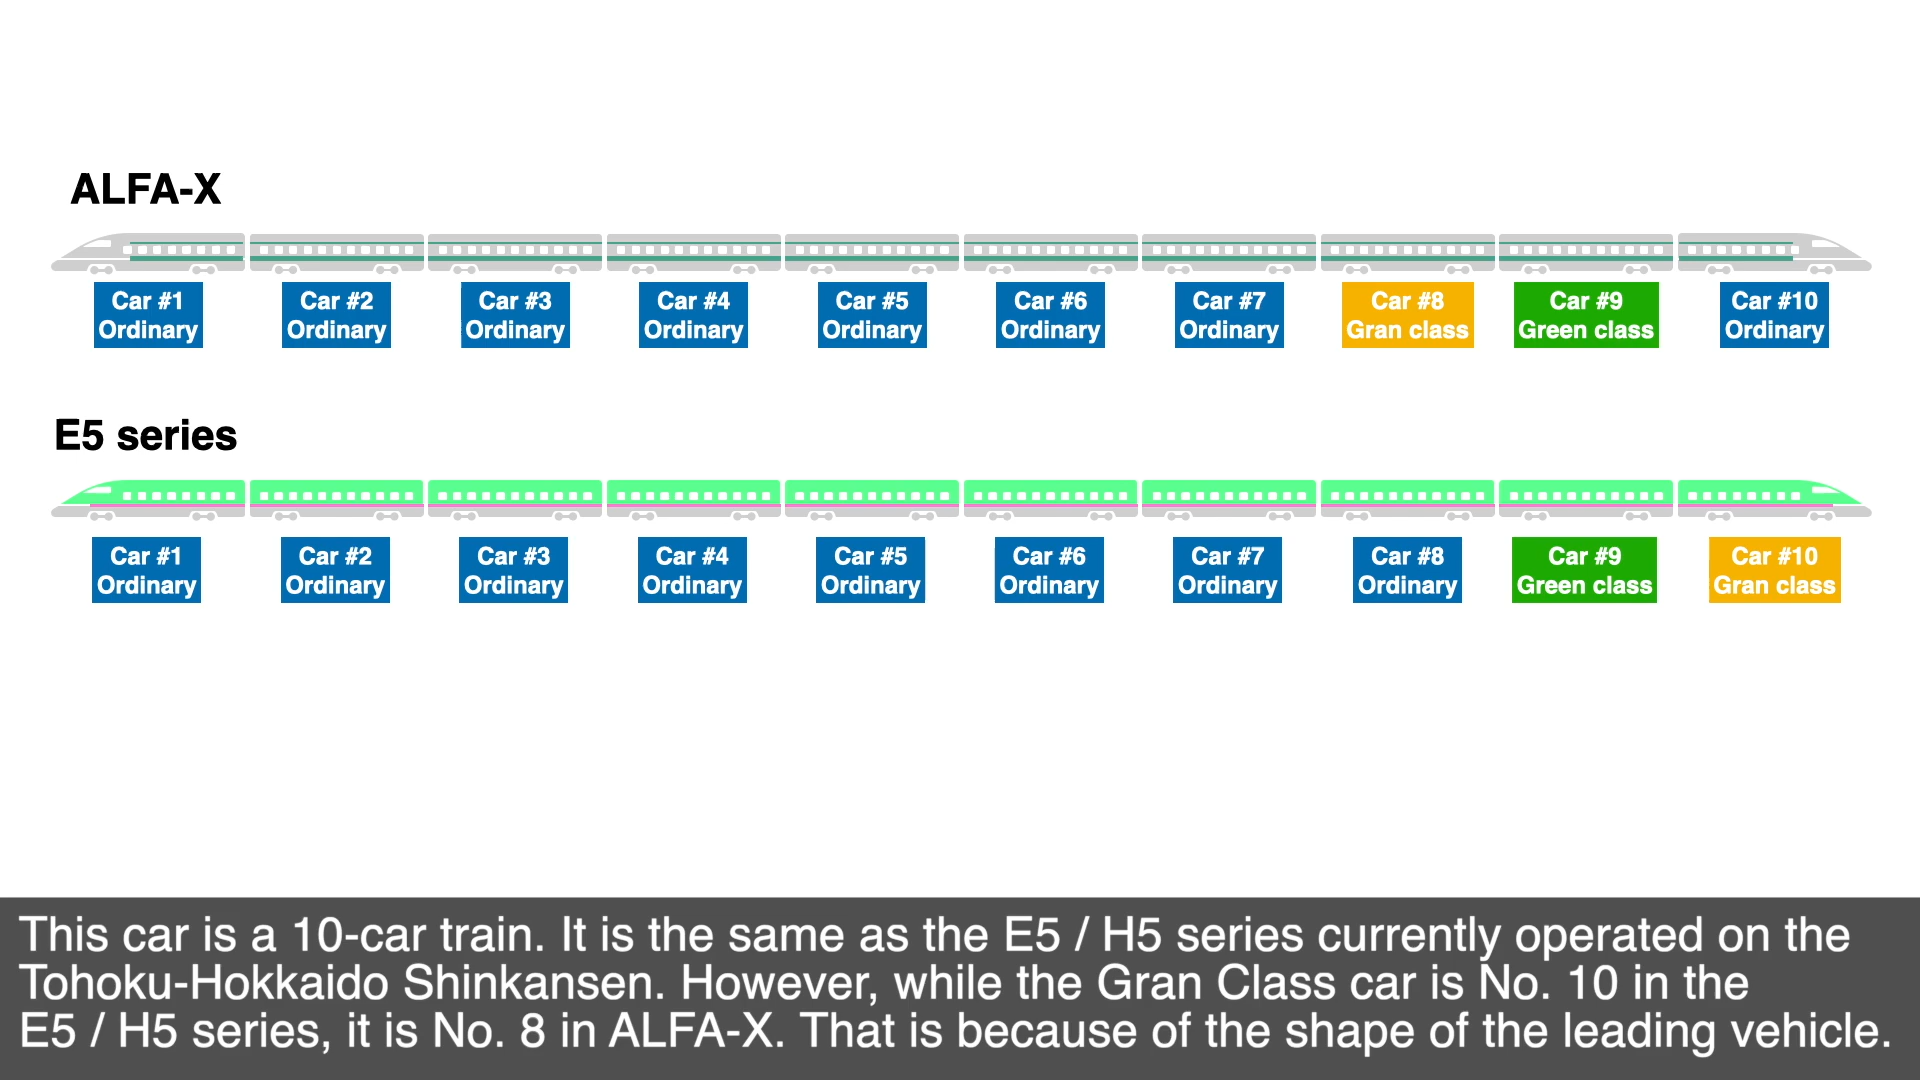 ALFA-X
Car #1
Ordinary
Car #2
Ordinary
Car #3
Ordinary
Car #4
Ordinary
Car #5
Ordinary
Car #6
Ordinary
Car #7
Ordinary
Car #8
Gran class
Car #9
Green class
Car #10
Ordinary
E5 series
Car #1
Ordinary
Car #2
Ordinary
Car #3
Ordinary
Car #4
Ordinary
Car #5
Ordinary
Car #6
Ordinary
Car #7
Ordinary
Car #8
Ordinary
Car #9
Green class
Car #10
Gran class
This car is a 10-car train. It is the same as the E5 / H5 series currently operated on the
Tohoku-Hokkaido Shinkansen. However, while the Gran Class car is No. 10 in the
E5 / H5 series, it is No. 8 in ALFA-X. That is because of the shape of the leading vehicle.